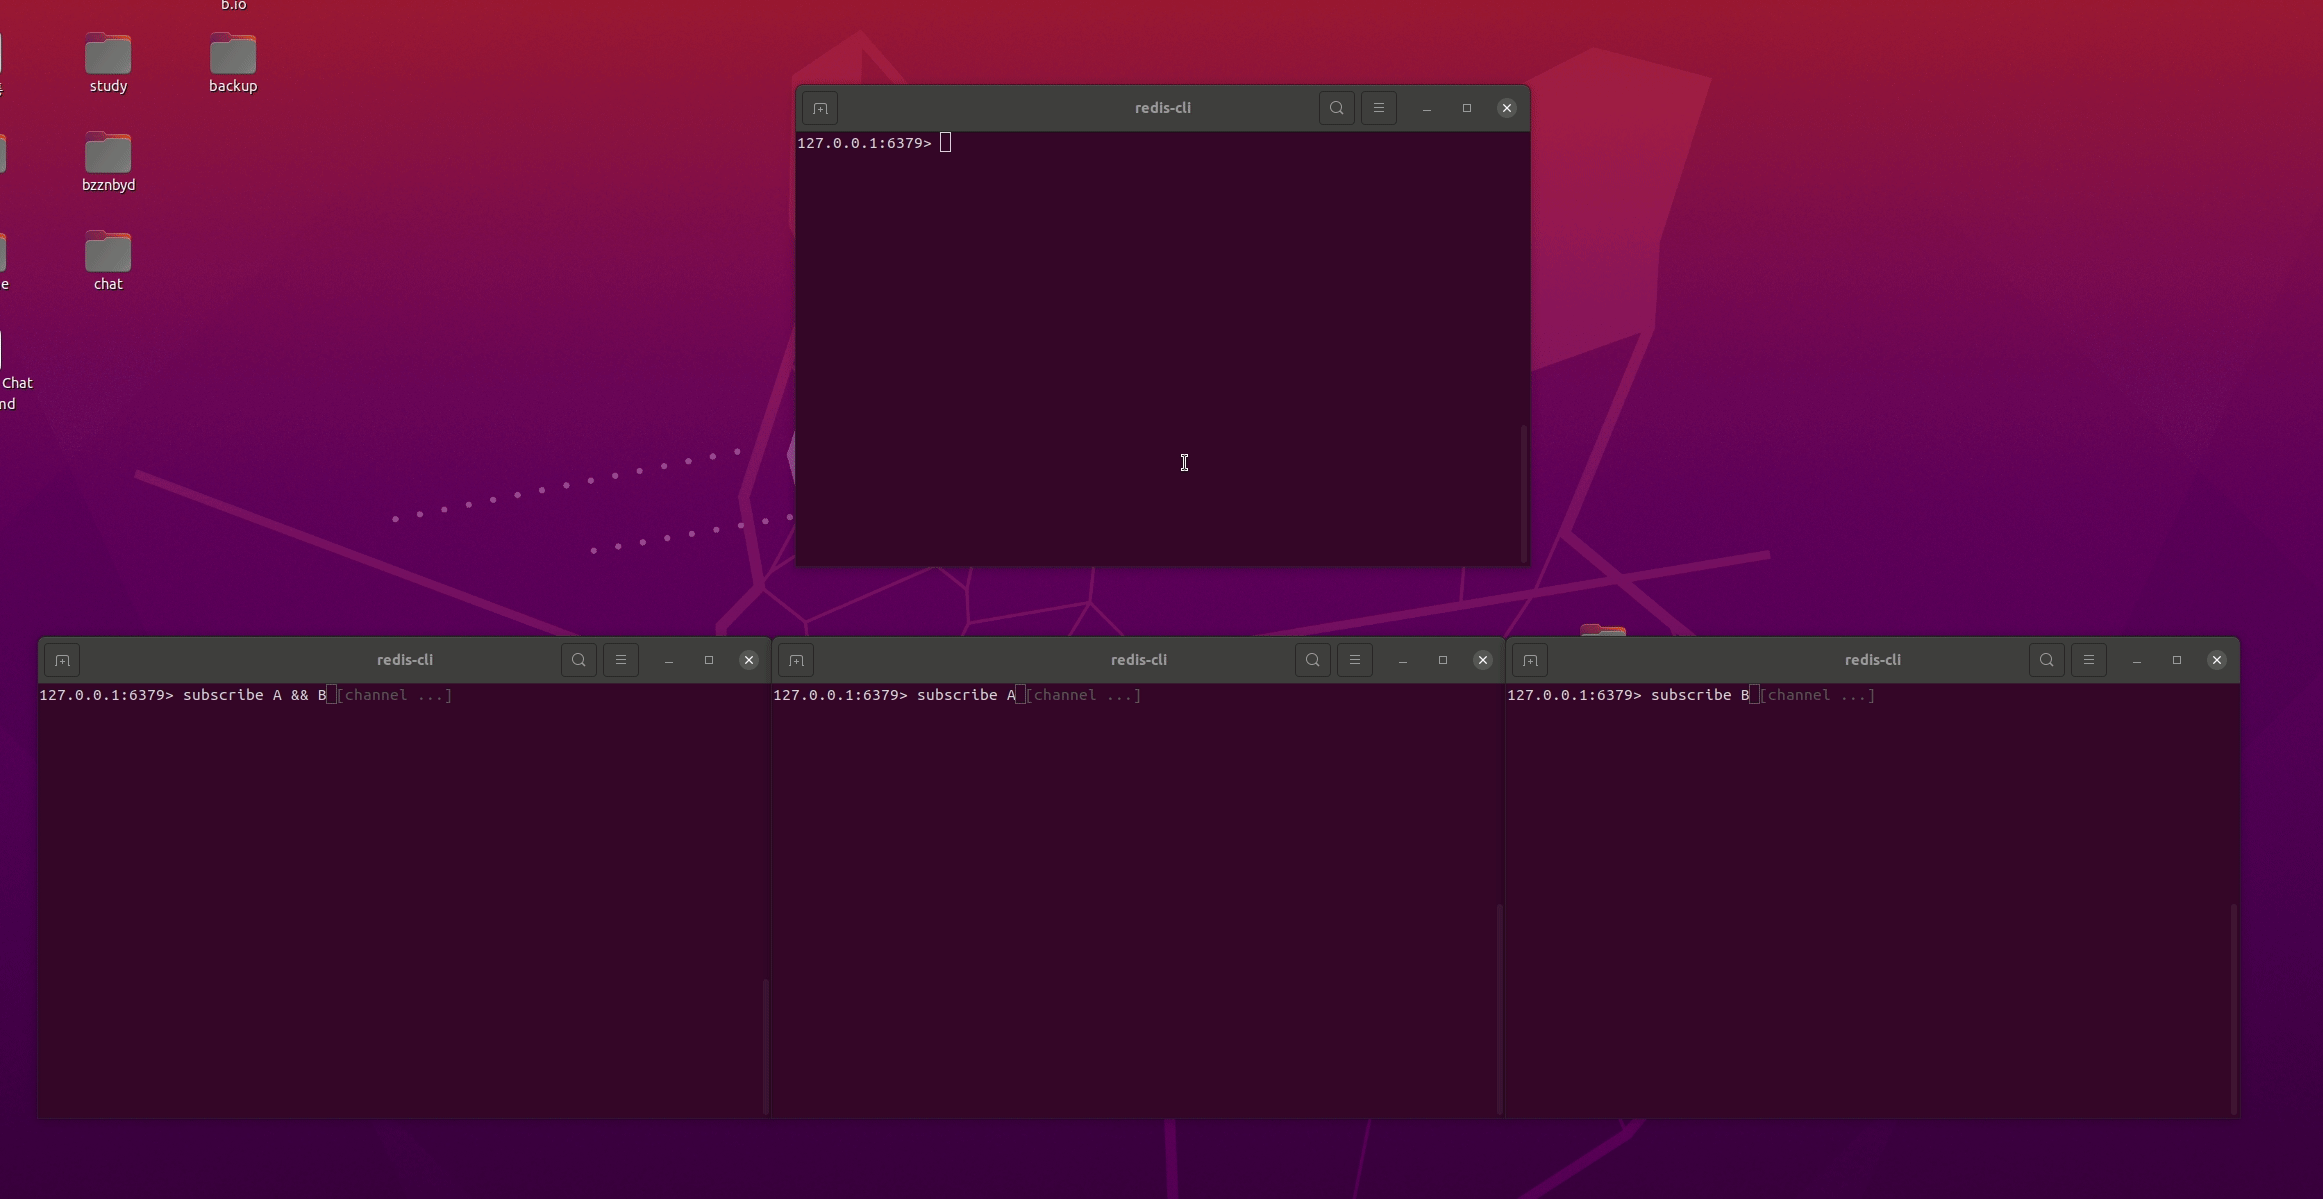 b.io
study
backup
bzznbyd
chat
e
Chat
nd
redis-cli
127.0.0.1:6379>
redis-cli
127.0.0.1:6379> subscribe A && B [channel ...]
redis-cli
127.0.0.1:6379> subscribe A [channel ...]
redis-cli
127.0.0.1:6379> subscribe B [channel ...]